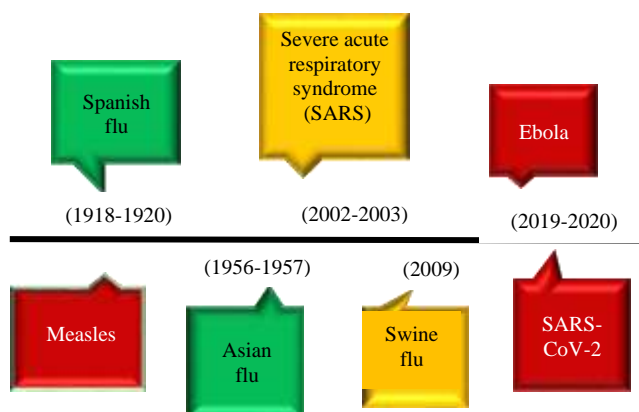 Severe acute
respiratory
syndrome
(SARS)
Spanish
flu
Ebola
(1918-1920)
(2002-2003)
(2019-2020)
(1956-1957)
(2009)
Measles
Asian
flu
Swine
flu
SARS-
CoV-2